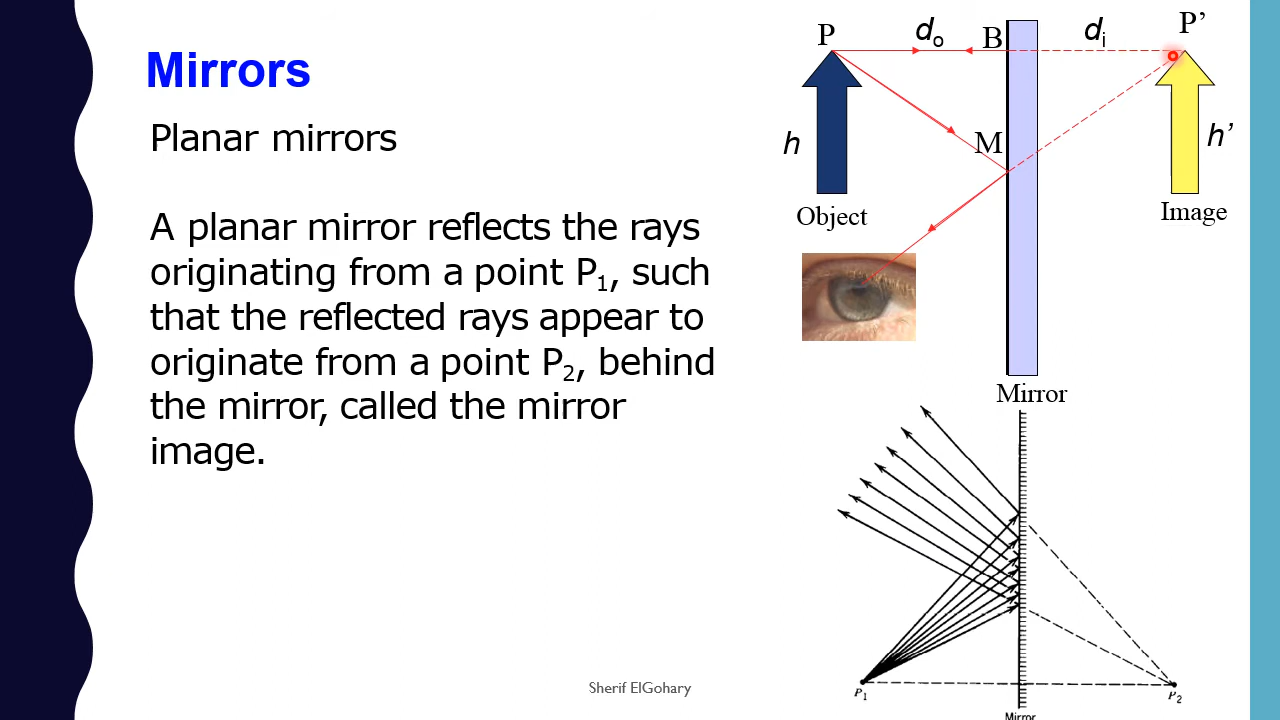 Mirrors
Planar mirrors
A planar mirror reflects the rays
originating from a point P₁, such
that the reflected rays appear to
originate from a point P₂, behind
the mirror, called the mirror
image.
P
dₒ
B
dᵢ
P’
M
h
h’
Object
Image
Mirror
P₁
P₂
Mirror
Sherif ElGohary